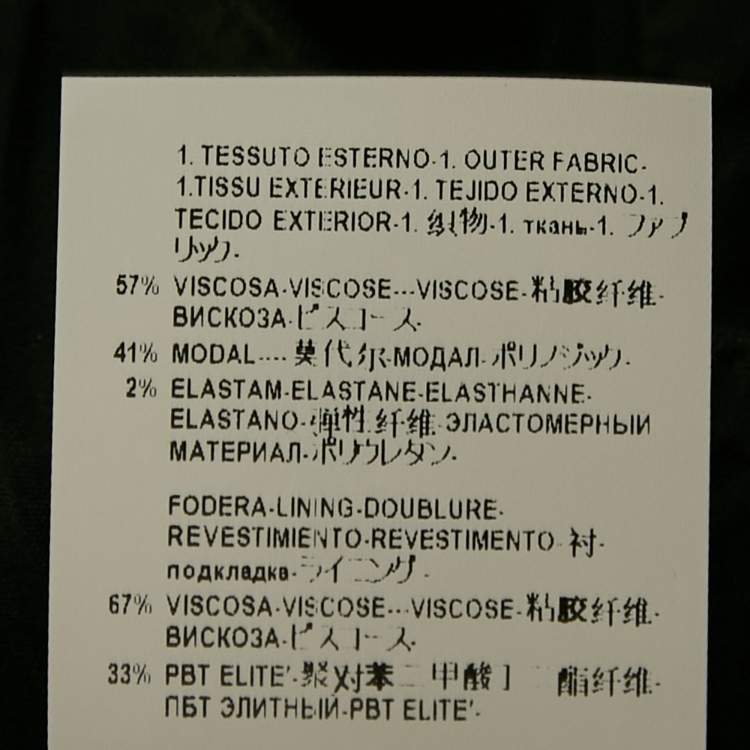 1. TESSUTO ESTERNO-1. OUTER FABRIC-
1.TISSU EXTERIEUR-1. TEJIDO EXTERNO-1.
TECIDO EXTERIOR-1. 织物-1. ткань-1. ファブ
リック-
57% VISCOSA-VISCOSE---VISCOSE-粘胶纤维-
ВИСКОЗА-ビスコース-
41% MODAL---- 莫代尔-МОДАЛ-ポリノジック-
2% ELASTAM-ELASTANE-ELASTHANNE-
ELASTANO-弹性纤维-ЭЛАСТОМЕРНЫЙ
МАТЕРИАЛ-ポリウレタン-
FODERA-LINING-DOUBLURE-
REVESTIMIENTO-REVESTIMENTO-衬-
подкладка-ライニング-
67% VISCOSA-VISCOSE---VISCOSE-粘胶纤维-
ВИСКОЗА-ビスコース-
33% PBT ELITE'-聚对苯二甲酸丁二酯纤维-
ПБТ ЭЛИТНЫЙ-PBT ELITE'-